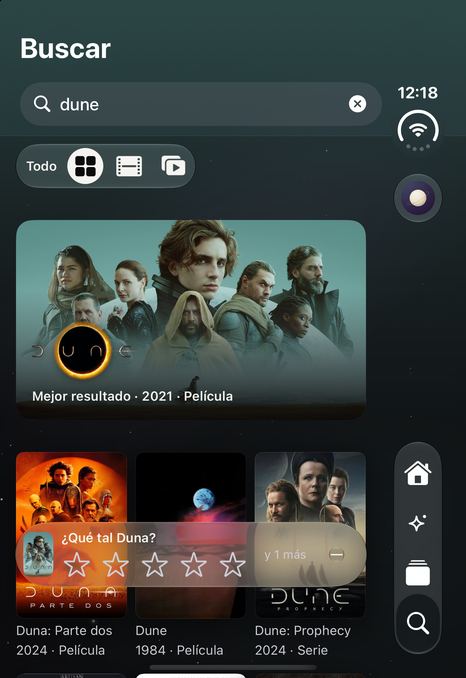 Buscar
dune
12:18
Todo
DUNE
Mejor resultado · 2021 · Película
¿Qué tal Duna?
y 1 más
DUNA
PARTE DOS
DUNE
PROPHECY
Duna: Parte dos
2024 · Película
Dune
1984 · Película
Dune: Prophecy
2024 · Serie